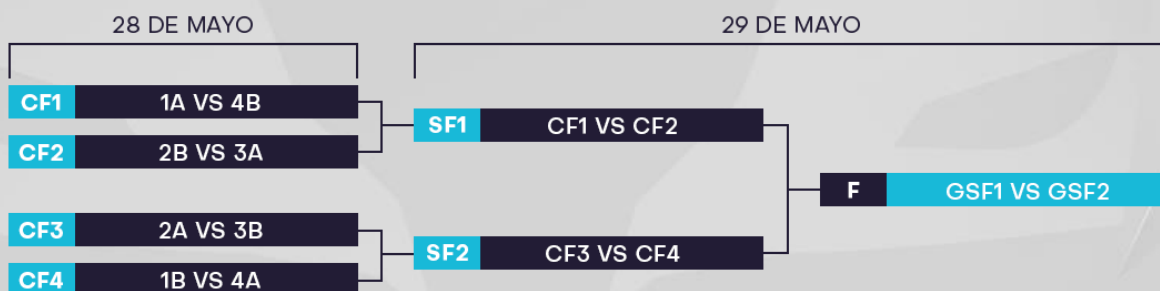 28 DE MAYO
29 DE MAYO
CF1 1A VS 4B
CF2 2B VS 3A
CF3 2A VS 3B
CF4 1B VS 4A
SF1 CF1 VS CF2
SF2 CF3 VS CF4
F GSF1 VS GSF2